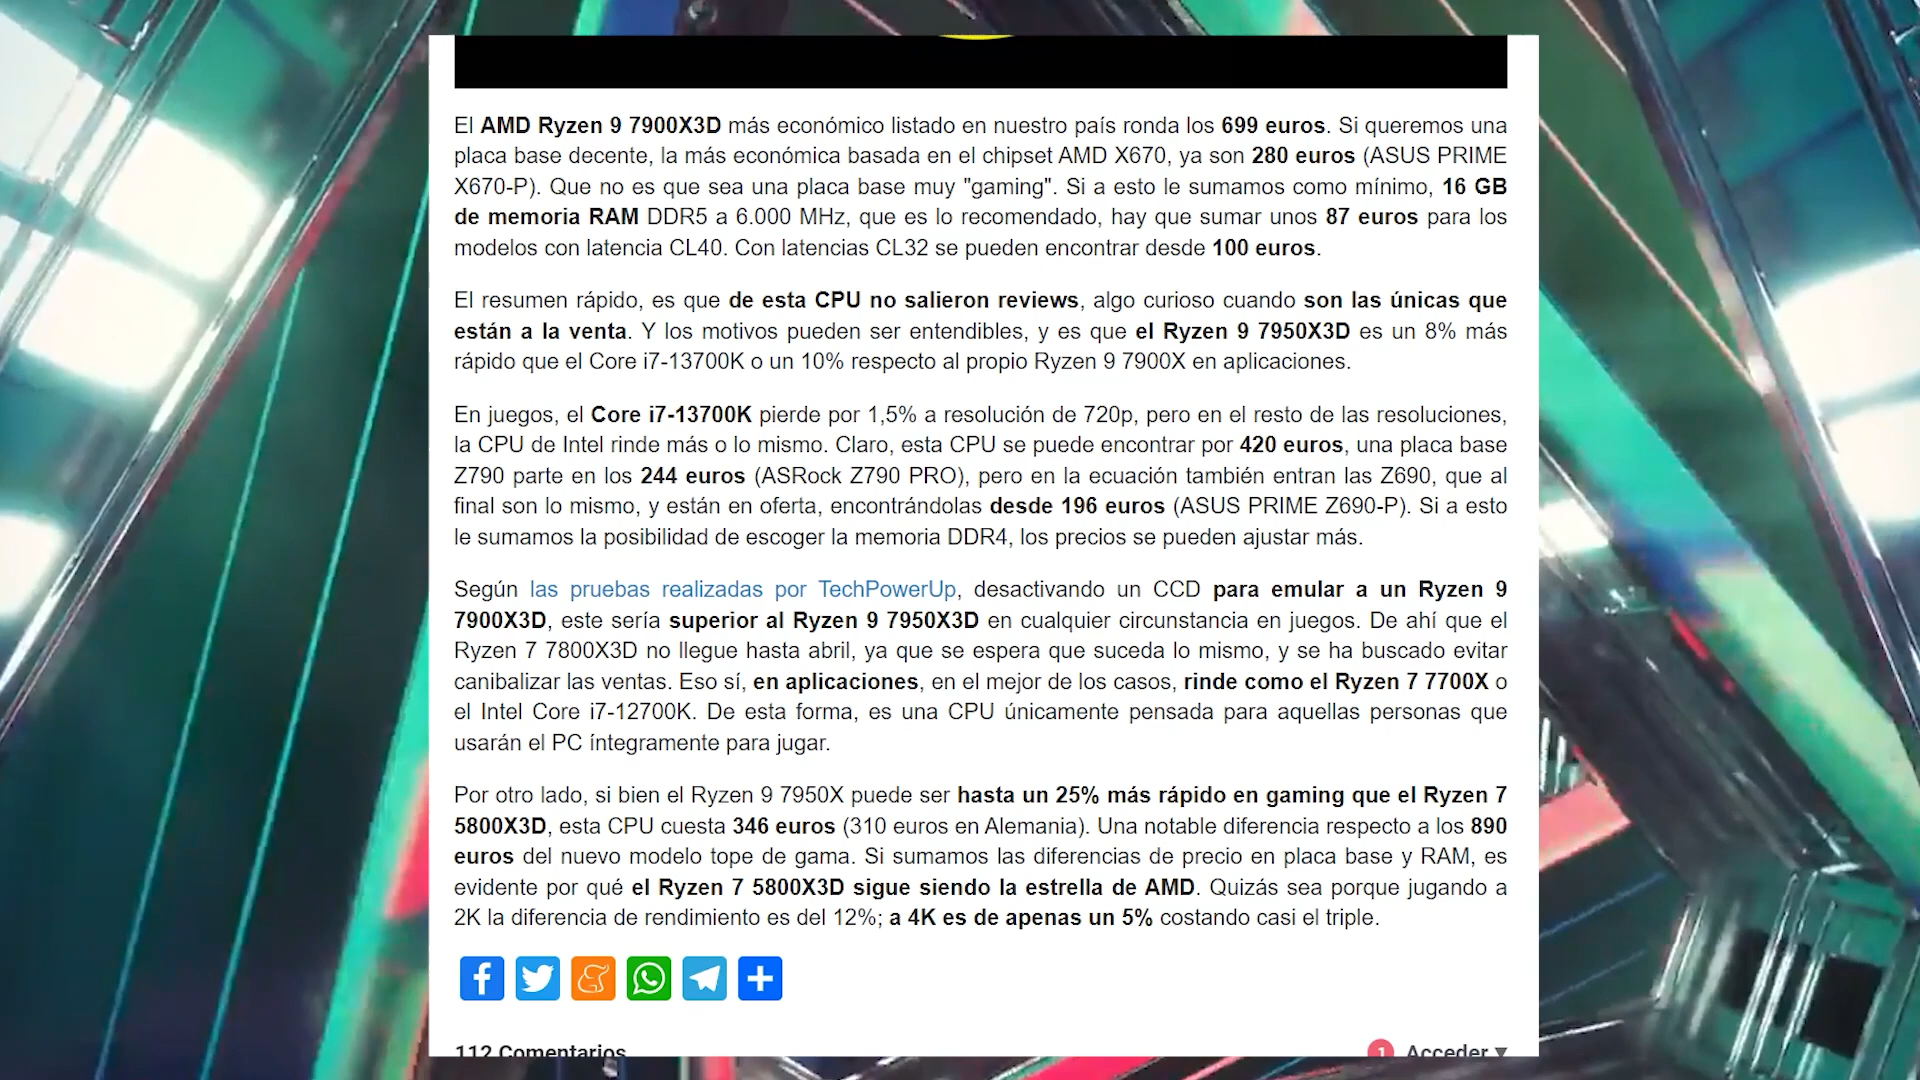 El AMD Ryzen 9 7900X3D más económico listado en nuestro país ronda los 699 euros. Si queremos una
placa base decente, la más económica basada en el chipset AMD X670, ya son 280 euros (ASUS PRIME
X670-P). Que no es que sea una placa base muy "gaming". Si a esto le sumamos como mínimo, 16 GB
de memoria RAM DDR5 a 6.000 MHz, que es lo recomendado, hay que sumar unos 87 euros para los
modelos con latencia CL40. Con latencias CL32 se pueden encontrar desde 100 euros.
El resumen rápido, es que de esta CPU no salieron reviews, algo curioso cuando son las únicas que
están a la venta. Y los motivos pueden ser entendibles, y es que el Ryzen 9 7950X3D es un 8% más
rápido que el Core i7-13700K o un 10% respecto al propio Ryzen 9 7900X en aplicaciones.
En juegos, el Core i7-13700K pierde por 1,5% a resolución de 720p, pero en el resto de las resoluciones,
la CPU de Intel rinde más o lo mismo. Claro, esta CPU se puede encontrar por 420 euros, una placa base
Z790 parte en los 244 euros (ASRock Z790 PRO), pero en la ecuación también entran las Z690, que al
final son lo mismo, y están en oferta, encontrándolas desde 196 euros (ASUS PRIME Z690-P). Si a esto
le sumamos la posibilidad de escoger la memoria DDR4, los precios se pueden ajustar más.
Según las pruebas realizadas por TechPowerUp, desactivando un CCD para emular a un Ryzen 9
7900X3D, este sería superior al Ryzen 9 7950X3D en cualquier circunstancia en juegos. De ahí que el
Ryzen 7 7800X3D no llegue hasta abril, ya que se espera que suceda lo mismo, y se ha buscado evitar
canibalizar las ventas. Eso sí, en aplicaciones, en el mejor de los casos, rinde como el Ryzen 7 7700X o
el Intel Core i7-12700K. De esta forma, es una CPU únicamente pensada para aquellas personas que
usarán el PC íntegramente para jugar.
Por otro lado, si bien el Ryzen 9 7950X puede ser hasta un 25% más rápido en gaming que el Ryzen 7
5800X3D, esta CPU cuesta 346 euros (310 euros en Alemania). Una notable diferencia respecto a los 890
euros del nuevo modelo tope de gama. Si sumamos las diferencias de precio en placa base y RAM, es
evidente por qué el Ryzen 7 5800X3D sigue siendo la estrella de AMD. Quizás sea porque jugando a
2K la diferencia de rendimiento es del 12%; a 4K es de apenas un 5% costando casi el triple.
112 Comentarios
1 Acceder